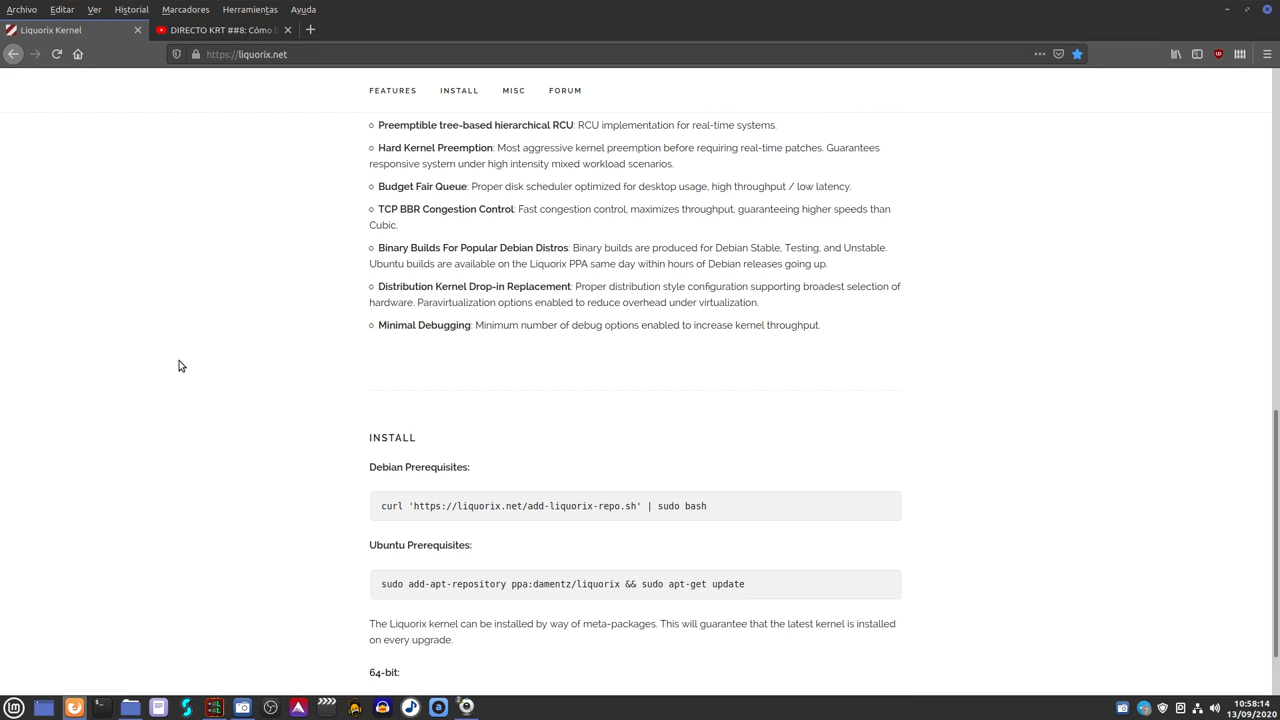 Archivo Editar Ver Historial Marcadores Herramientas Ayuda
Liquorix Kernel
DIRECTO KRT ##8: Cómo i
https://liquorix.net
FEATURES INSTALL MISC FORUM
Preemptible tree-based hierarchical RCU: RCU implementation for real-time systems.
Hard Kernel Preemption: Most aggressive kernel preemption before requiring real-time patches. Guarantees
responsive system under high intensity mixed workload scenarios.
Budget Fair Queue: Proper disk scheduler optimized for desktop usage, high throughput / low latency.
TCP BBR Congestion Control: Fast congestion control, maximizes throughput, guaranteeing higher speeds than
Cubic.
Binary Builds For Popular Debian Distros: Binary builds are produced for Debian Stable, Testing, and Unstable.
Ubuntu builds are available on the Liquorix PPA same day within hours of Debian releases going up.
Distribution Kernel Drop-in Replacement: Proper distribution style configuration supporting broadest selection of
hardware. Paravirtualization options enabled to reduce overhead under virtualization.
Minimal Debugging: Minimum number of debug options enabled to increase kernel throughput.
INSTALL
Debian Prerequisites:
curl 'https://liquorix.net/add-liquorix-repo.sh' | sudo bash
Ubuntu Prerequisites:
sudo add-apt-repository ppa:damentz/liquorix && sudo apt-get update
The Liquorix kernel can be installed by way of meta-packages. This will guarantee that the latest kernel is installed
on every upgrade.
64-bit:
10:58:14
13/09/2020